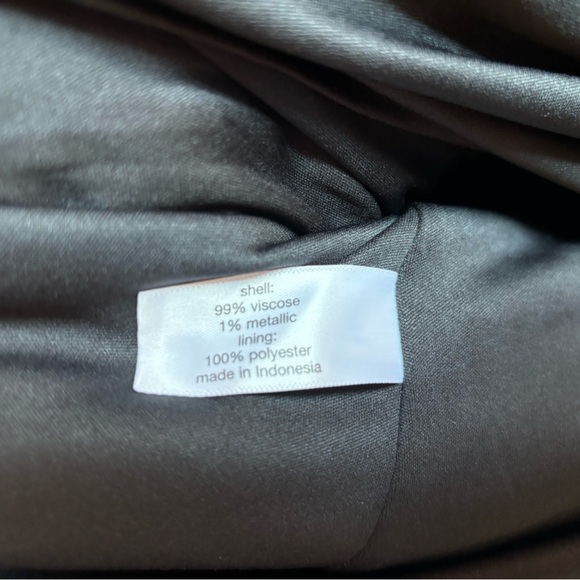 shell:
99% viscose
1% metallic
lining:
100% polyester
made in Indonesia